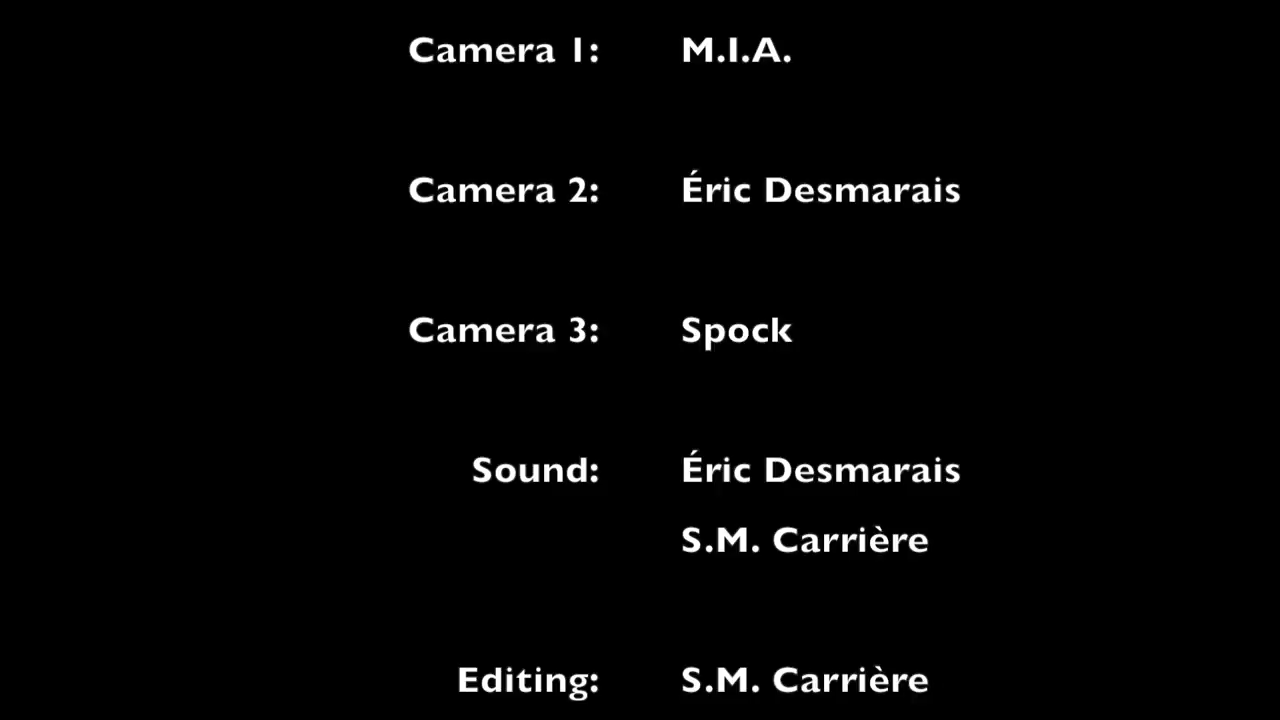 Camera 1: M.I.A.
Camera 2: Éric Desmarais
Camera 3: Spock
Sound: Éric Desmarais
S.M. Carrière
Editing: S.M. Carrière